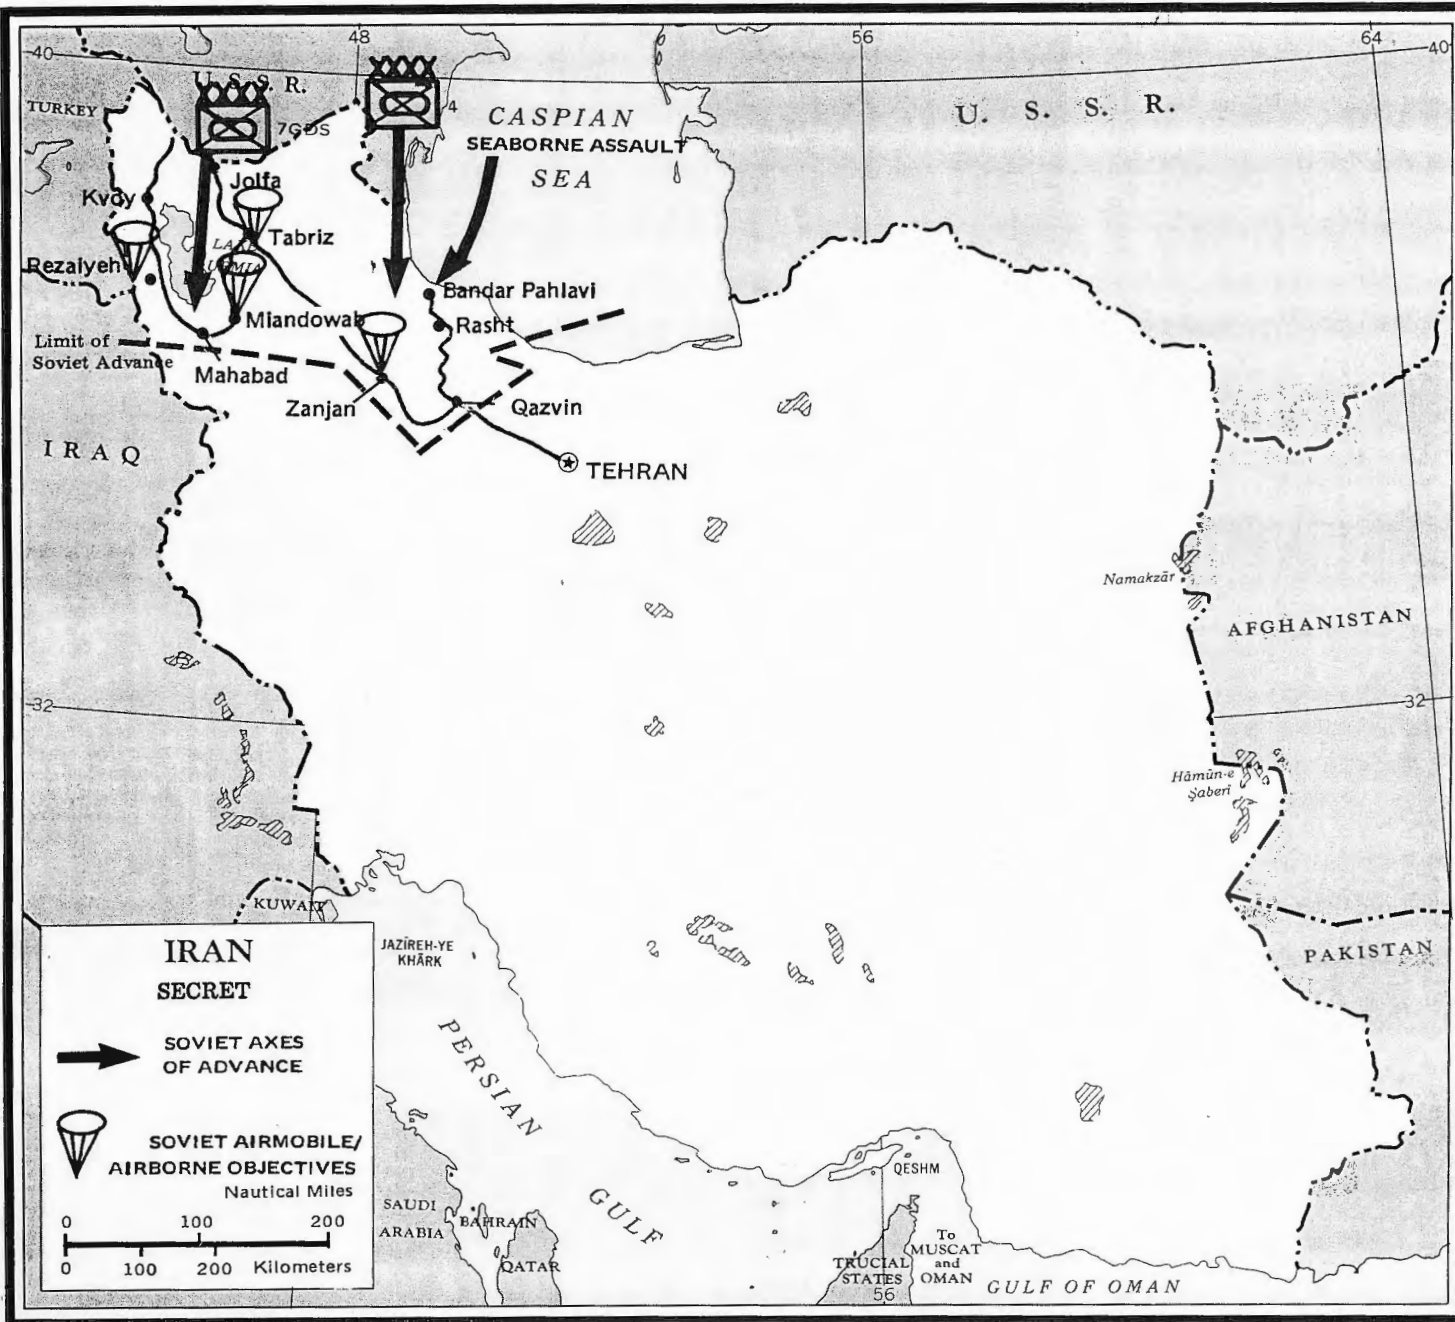 48
56
64
40
40
U. S. S. R.
TURKEY
7GDS
4
CASPIAN
SEABORNE ASSAULT
SEA
U. S. S. R.
Jolfa
Kvoy
Tabriz
LAKE
URMIA
Rezaiyeh
Bandar Pahlavi
Miandowab
Rasht
Limit of
Soviet Advance
Mahabad
Zanjan
Qazvin
IRAQ
TEHRAN
Namakzār
AFGHANISTAN
32
32
Hāmūn-e
Şaberī
KUWAIT
PAKISTAN
IRAN
SECRET
SOVIET AXES
OF ADVANCE
SOVIET AIRMOBILE/
AIRBORNE OBJECTIVES
Nautical Miles
0 100 200
0 100 200 Kilometers
JAZĪREH-YE
KHĀRK
PERSIAN
GULF
QESHM
SAUDI
ARABIA
BAHRAIN
QATAR
TRUCIAL
STATES
To
MUSCAT
and
OMAN
56
GULF OF OMAN